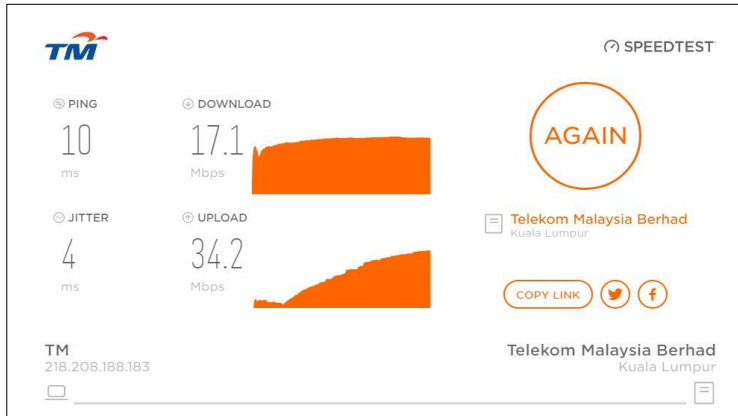 TM
SPEEDTEST
PING
10
ms
DOWNLOAD
17.1
Mbps
JITTER
4
ms
UPLOAD
34.2
Mbps
AGAIN
Telekom Malaysia Berhad
Kuala Lumpur
COPY LINK
TM
218.208.188.183
Telekom Malaysia Berhad
Kuala Lumpur